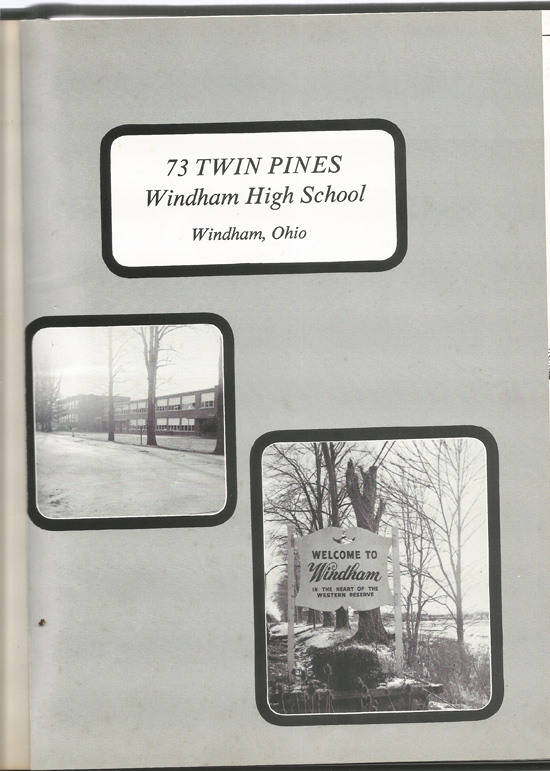 73 TWIN PINES
Windham High School
Windham, Ohio
WELCOME TO
Windham
IN THE HEART OF THE
WESTERN RESERVE